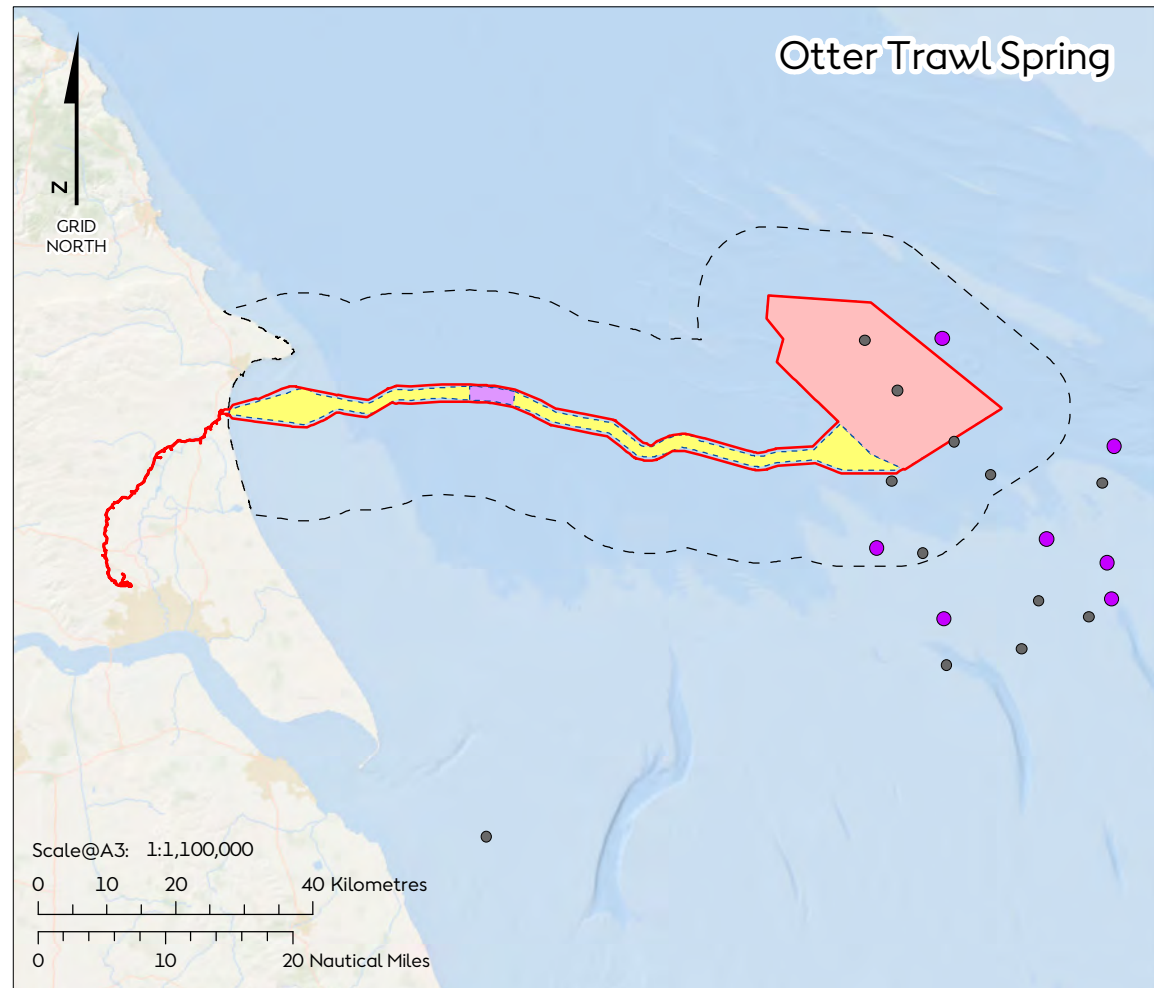 Otter Trawl Spring
N
GRID
NORTH
Scale@A3: 1:1,100,000
0 10 20 40 Kilometres
0 10 20 Nautical Miles